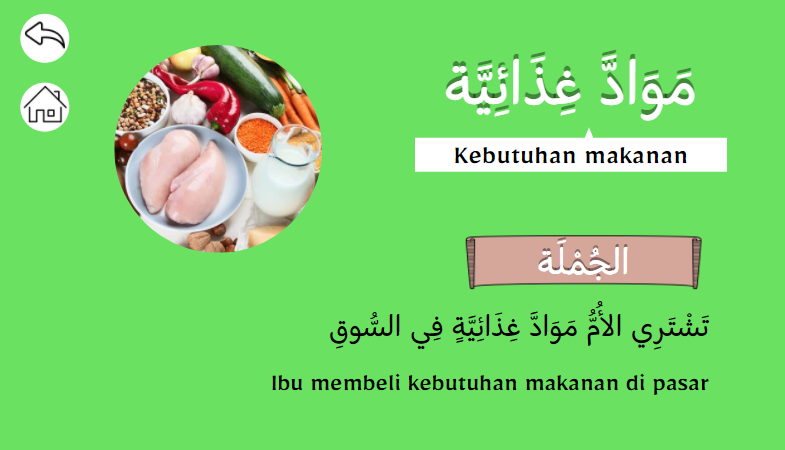 مَوَادَّ غِذَائِيَّة
Kebutuhan makanan
الجُمْلَة
تَشْتَرِي الأُمُّ مَوَادَّ غِذَائِيَّةٍ فِي السُّوقِ
Ibu membeli kebutuhan makanan di pasar